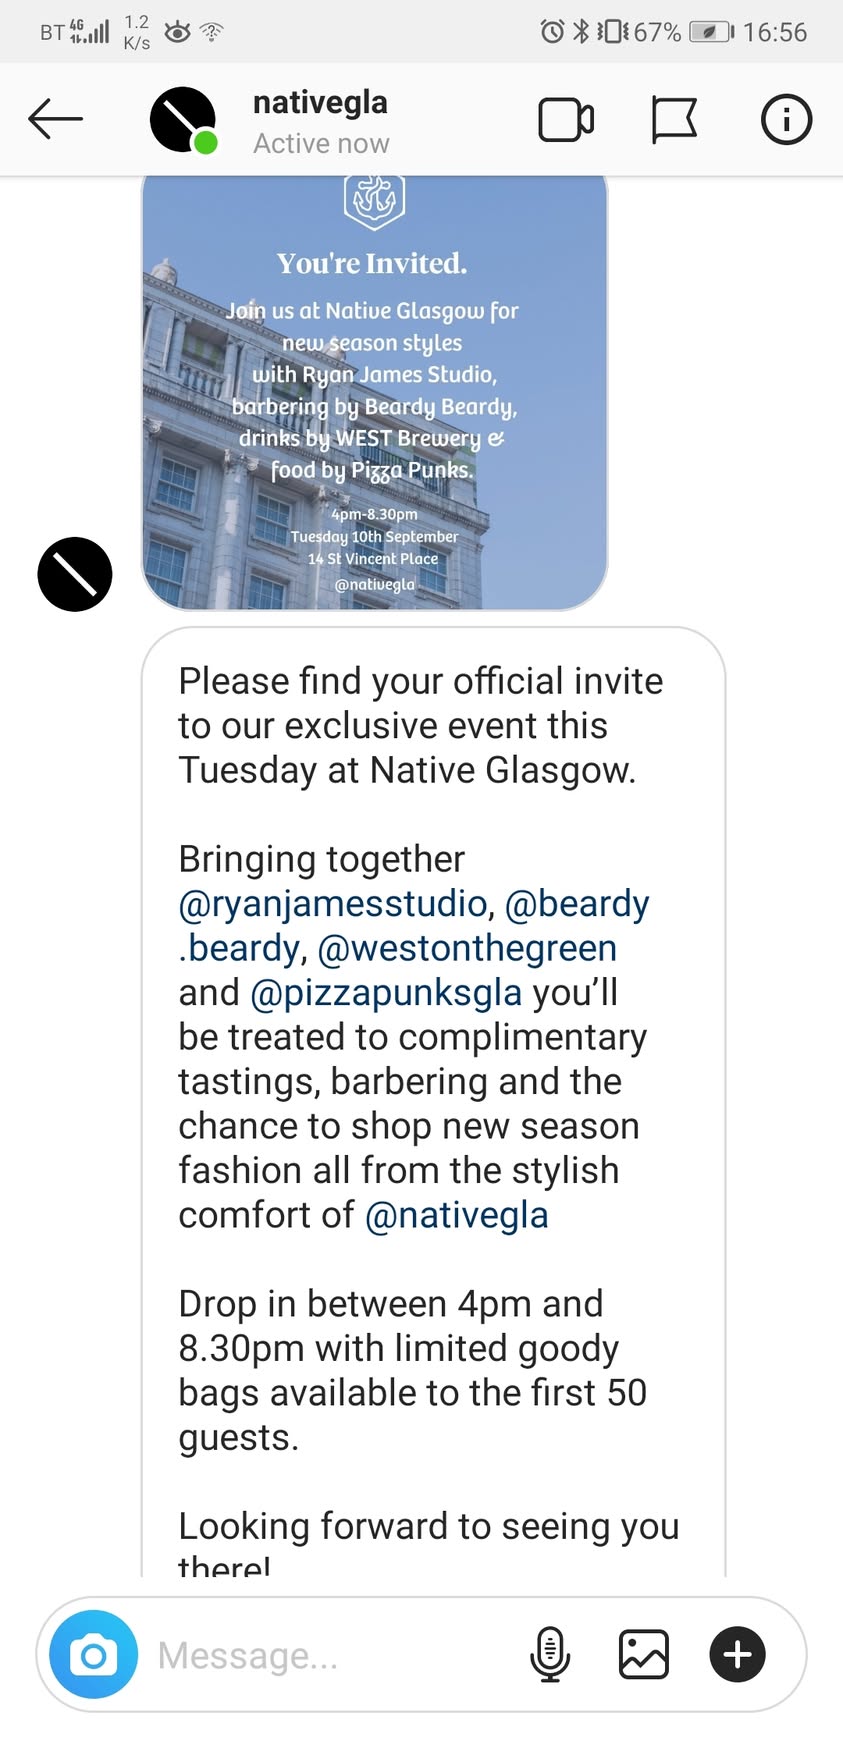 BT 4G 1.2 K/s 67% 16:56
nativegla
Active now
You're Invited.
Join us at Native Glasgow for
new season styles
with Ryan James Studio,
barbering by Beardy Beardy,
drinks by WEST Brewery &
food by Pizza Punks.
4pm-8.30pm
Tuesday 10th September
14 St Vincent Place
@nativegla
Please find your official invite
to our exclusive event this
Tuesday at Native Glasgow.
Bringing together
@ryanjamesstudio, @beardy
.beardy, @westonthegreen
and @pizzapunksgla you’ll
be treated to complimentary
tastings, barbering and the
chance to shop new season
fashion all from the stylish
comfort of @nativegla
Drop in between 4pm and
8.30pm with limited goody
bags available to the first 50
guests.
Looking forward to seeing you
there!
Message...